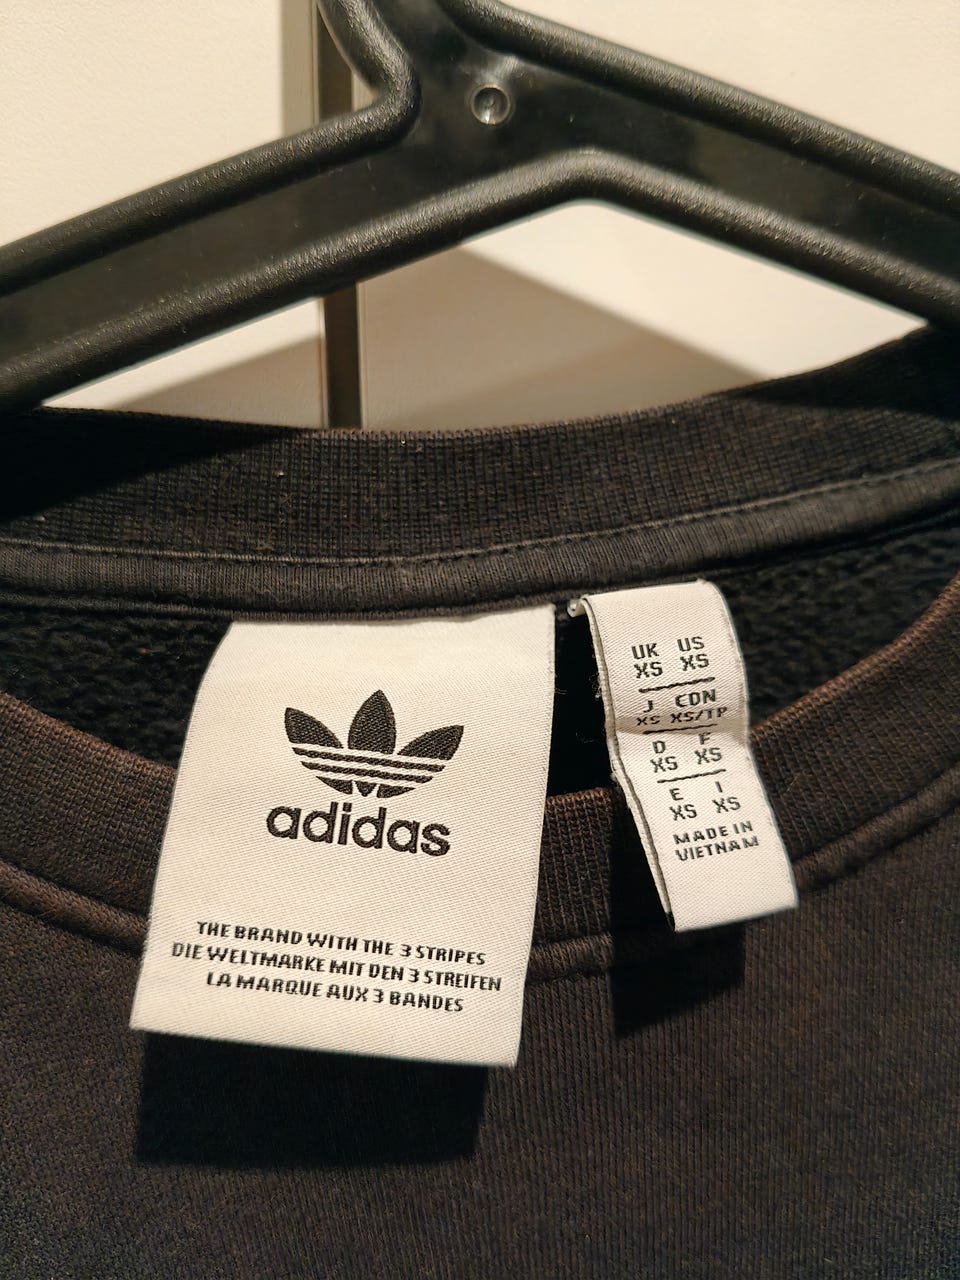 adidas
THE BRAND WITH THE 3 STRIPES
DIE WELTMARKE MIT DEN 3 STREIFEN
LA MARQUE AUX 3 BANDES
UK US
XS XS
J CDN
XS XS/TP
D F
XS XS
E I
XS XS
MADE IN
VIETNAM